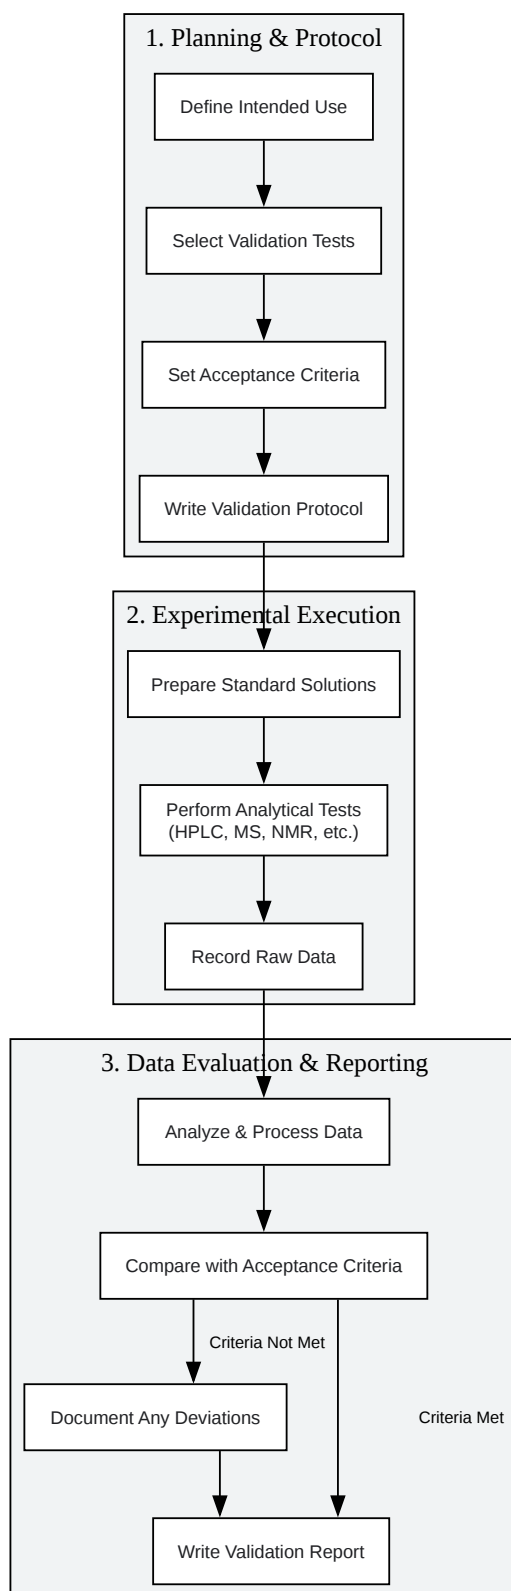 1. Planning & Protocol
Define Intended Use
Select Validation Tests
Set Acceptance Criteria
Write Validation Protocol
2. Experimental Execution
Prepare Standard Solutions
Perform Analytical Tests
(HPLC, MS, NMR, etc.)
Record Raw Data
3. Data Evaluation & Reporting
Analyze & Process Data
Compare with Acceptance Criteria
Criteria Not Met
Document Any Deviations
Criteria Met
Write Validation Report